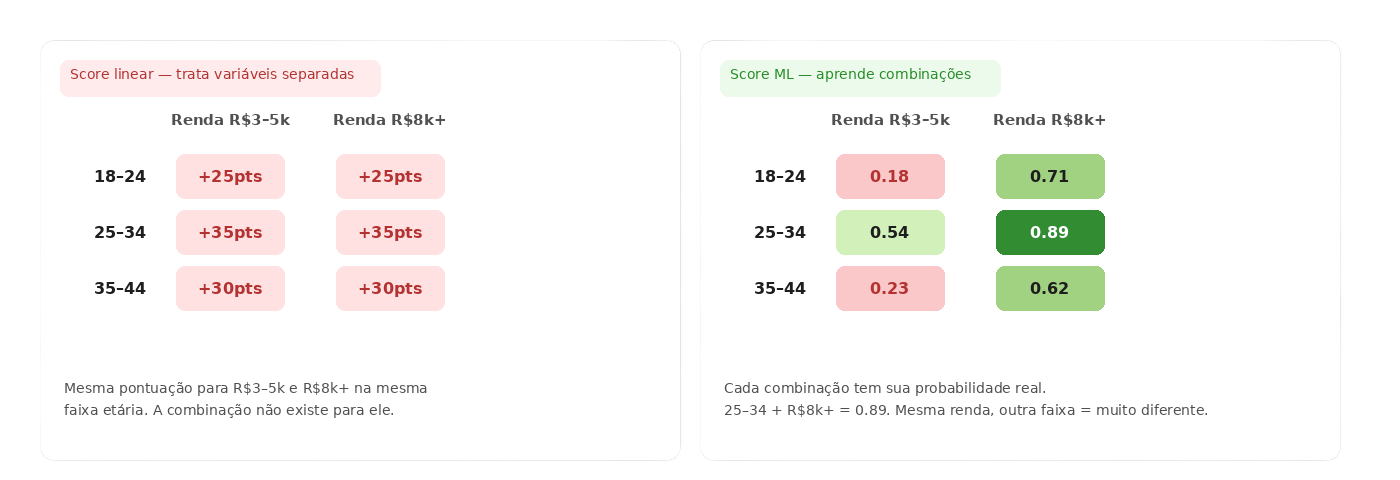 Score linear — trata variáveis separadas
Renda R$3–5k Renda R$8k+
18–24 +25pts +25pts
25–34 +35pts +35pts
35–44 +30pts +30pts
Mesma pontuação para R$3–5k e R$8k+ na mesma
faixa etária. A combinação não existe para ele.
Score ML — aprende combinações
Renda R$3–5k Renda R$8k+
18–24 0.18 0.71
25–34 0.54 0.89
35–44 0.23 0.62
Cada combinação tem sua probabilidade real.
25–34 + R$8k+ = 0.89. Mesma renda, outra faixa = muito diferente.